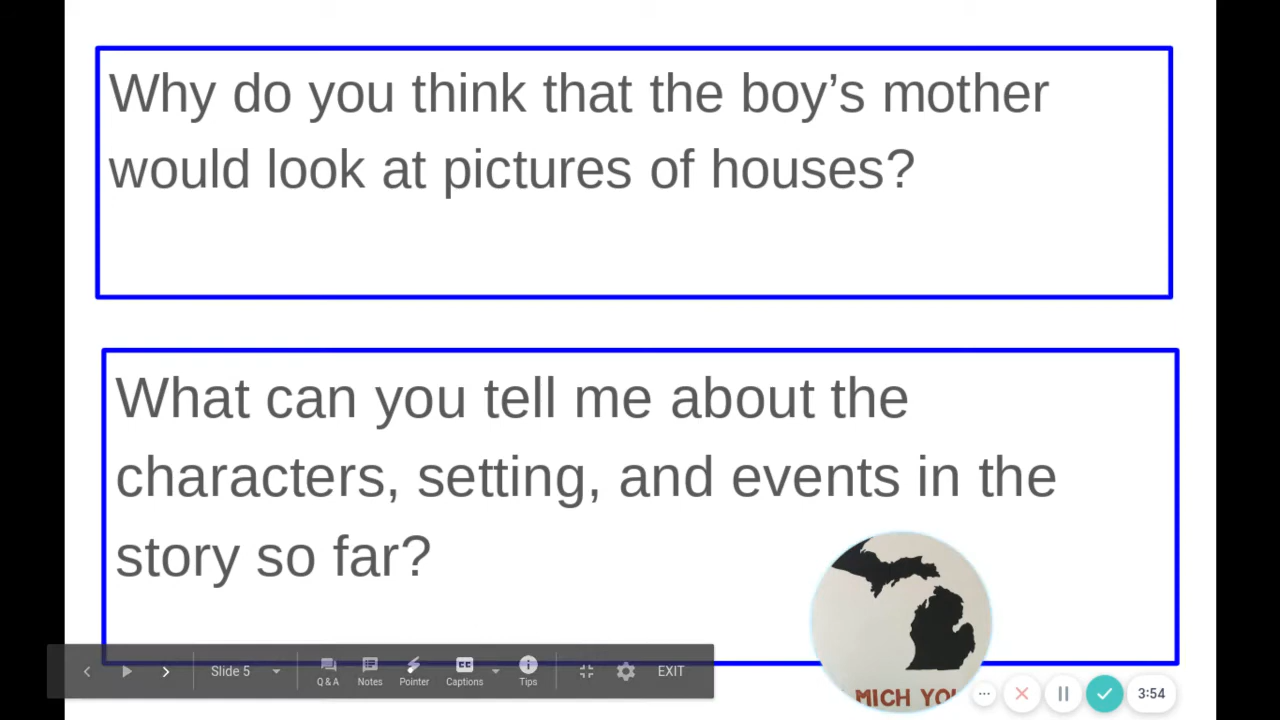 Why do you think that the boy’s mother
would look at pictures of houses?
What can you tell me about the
characters, setting, and events in the
story so far?
MICH YO
Slide 5
Q & A
Notes
Pointer
Captions
Tips
EXIT
3:54